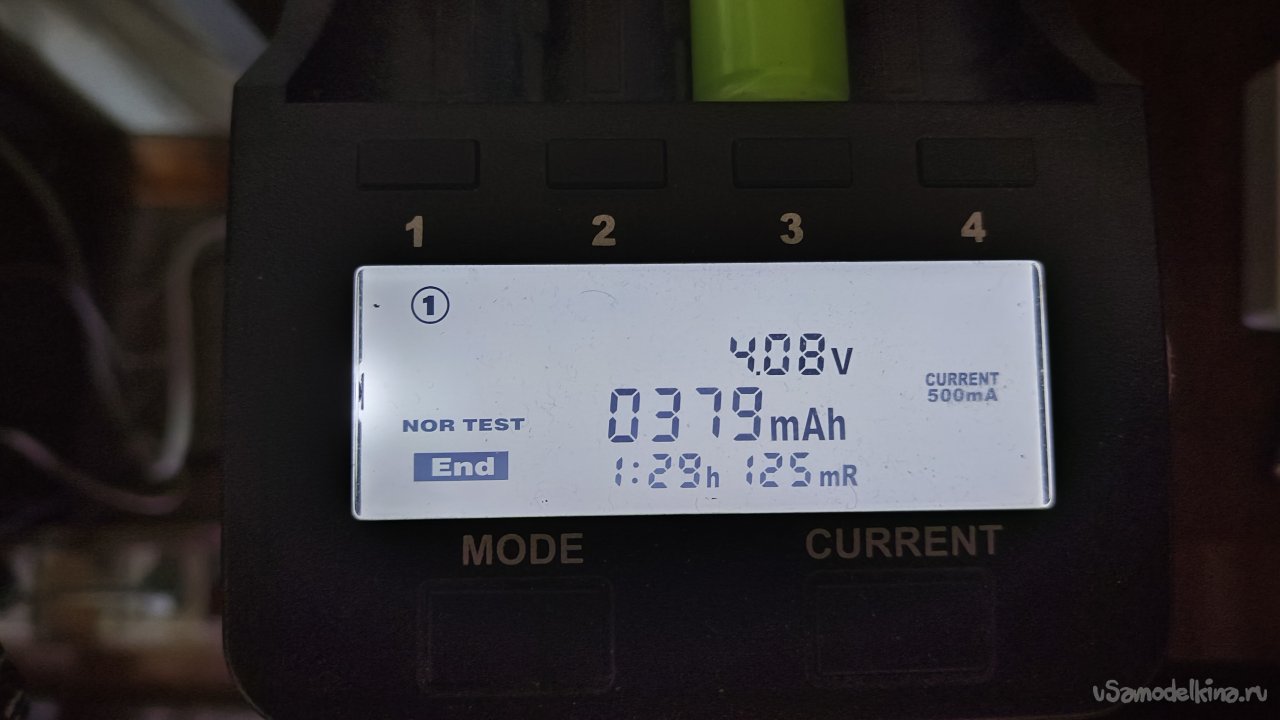 1 2 3 4
1
4.08V
CURRENT
500mA
0379mAh
NOR TEST
End
1:29h 125mR
MODE CURRENT
vSamodelkina.ru